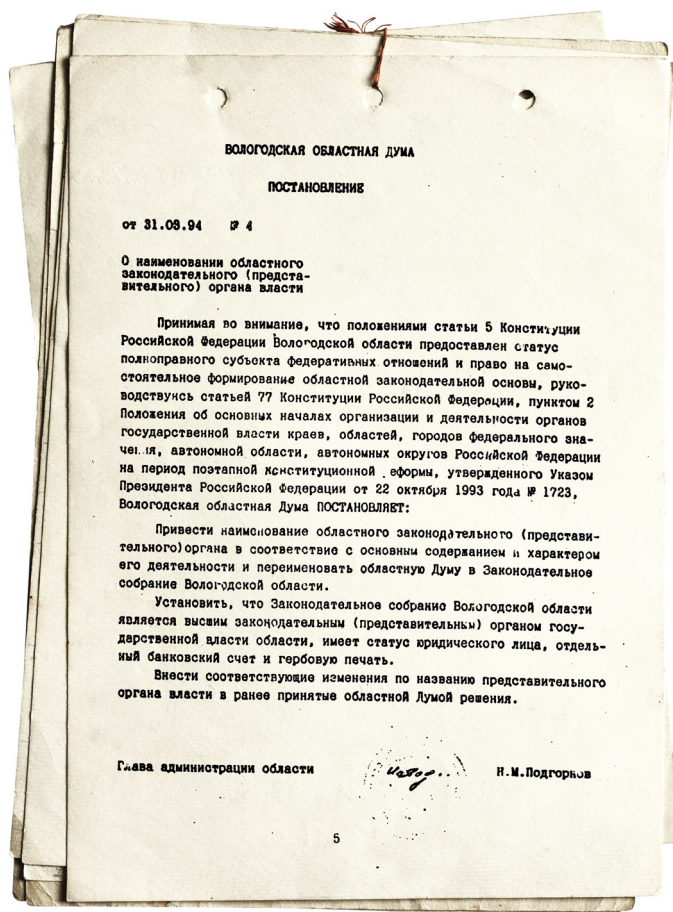 ВОЛОГОДСКАЯ ОБЛАСТНАЯ ДУМА
ПОСТАНОВЛЕНИЕ
от 31.03.94 № 4
О наименовании областного
законодательного (предста-
вительного) органа власти
Принимая во внимание, что положениями статьи 5 Конституции
Российской Федерации Вологодской области предоставлен статус
полноправного субъекта федеративных отношений и право на само-
стоятельное формирование областной законодательной основы, руко-
водствуясь статьей 77 Конституции Российской Федерации, пунктом 2
Положения об основных началах организации и деятельности органов
государственной власти краев, областей, городов федерального зна-
чения, автономной области, автономных округов Российской Федерации
на период поэтапной конституционной реформы, утвержденного Указом
Президента Российской Федерации от 22 октября 1993 года № 1723,
Вологодская областная Дума ПОСТАНОВЛЯЕТ:
Привести наименование областного законодательного (представи-
тельного)органа в соответствие с основным содержанием и характером
его деятельности и переименовать областную Думу в Законодательное
собрание Вологодской области.
Установить, что Законодательное собрание Вологодской области
является высшим законодательным (представительным) органом госу-
дарственной власти области, имеет статус юридического лица, отдель-
ный банковский счет и гербовую печать.
Внести соответствующие изменения по названию представительного
органа власти в ранее принятые областной Думой решения.
Глава администрации области Н.М.Подгорнов
5